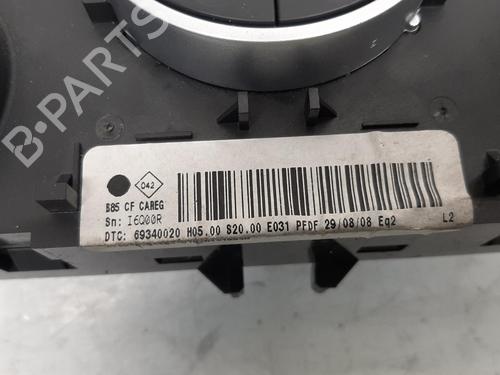 B-PARTS
042
B85 CF CAREG
Sn: I6Q00R
DTC: 69340020 H05.00 S20.00 E031 PFDF 29/08/08 Eq2 L2